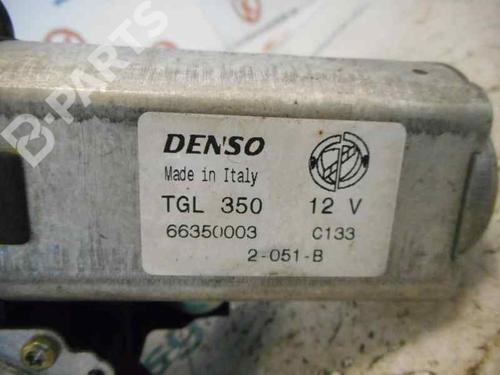 B-PARTS
DENSO
Made in Italy
TGL 350 12 V
66350003 C133
2-051-B